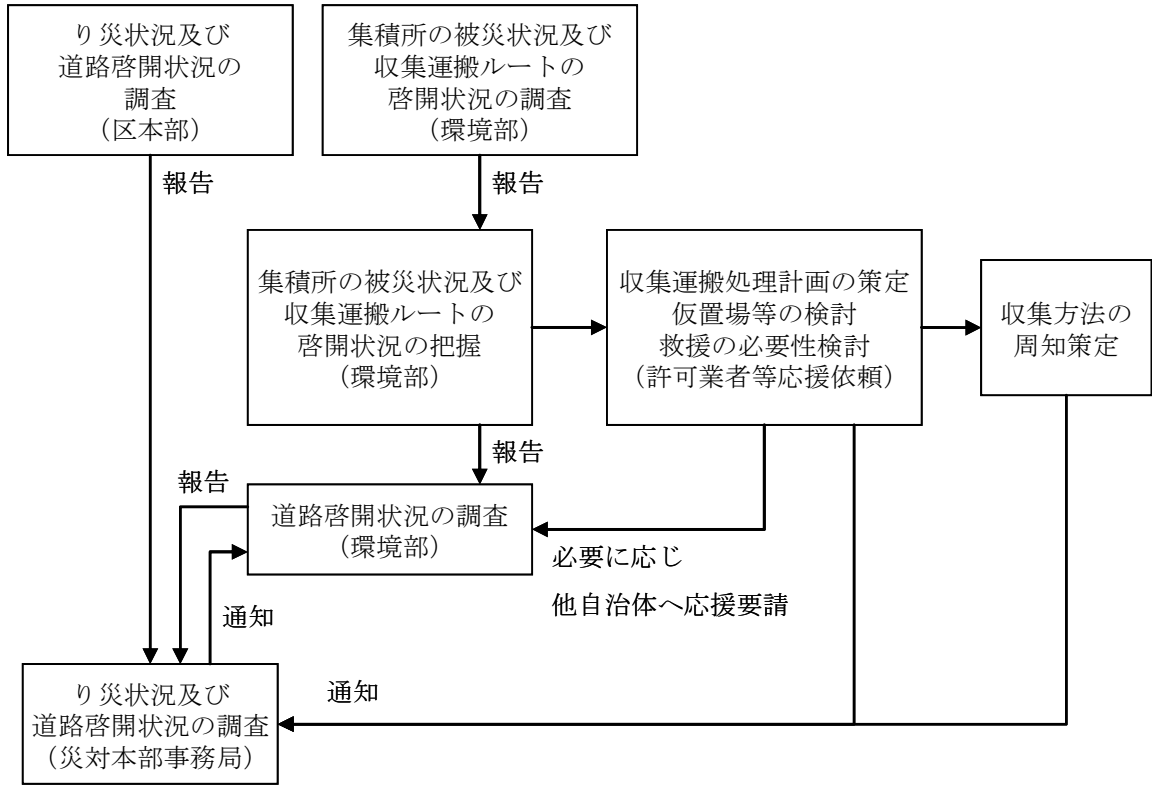 り災状況及び
道路啓開状況の
調査
（区本部）
集積所の被災状況及び
収集運搬ルートの
啓開状況の調査
（環境部）
報告
報告
集積所の被災状況及び
収集運搬ルートの
啓開状況の把握
（環境部）
収集運搬処理計画の策定
仮置場等の検討
救援の必要性検討
（許可業者等応援依頼）
収集方法の
周知策定
報告
報告
道路啓開状況の調査
（環境部）
必要に応じ
他自治体へ応援要請
通知
り災状況及び
道路啓開状況の調査
（災対本部事務局）
通知